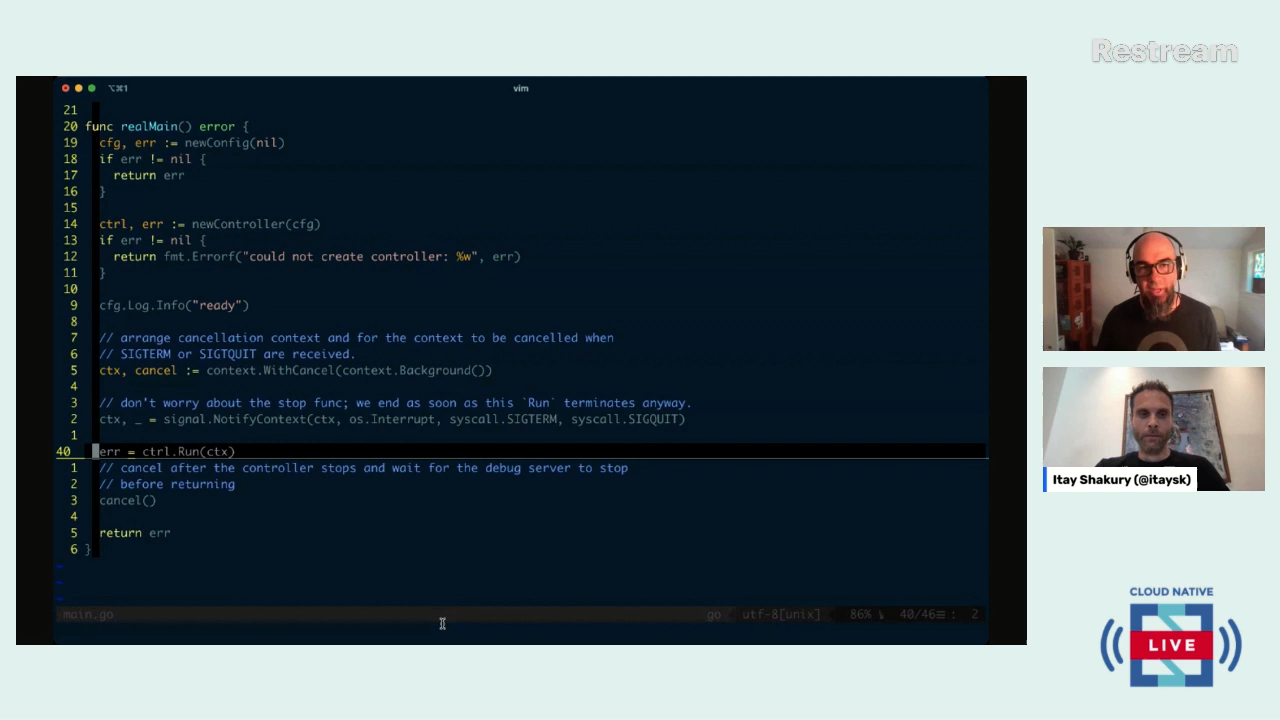 Restream
⌥⌘1
vim
21
20 func realMain() error {
19 cfg, err := newConfig(nil)
18 if err != nil {
17 return err
16 }
15
14 ctrl, err := newController(cfg)
13 if err != nil {
12 return fmt.Errorf("could not create controller: %w", err)
11 }
10
9 cfg.Log.Info("ready")
8
7 // arrange cancellation context and for the context to be cancelled when
6 // SIGTERM or SIGTQUIT are received.
5 ctx, cancel := context.WithCancel(context.Background())
4
3 // don't worry about the stop func; we end as soon as this `Run` terminates anyway.
2 ctx, _ = signal.NotifyContext(ctx, os.Interrupt, syscall.SIGTERM, syscall.SIGQUIT)
1
40 err = ctrl.Run(ctx)
1 // cancel after the controller stops and wait for the debug server to stop
2 // before returning
3 cancel()
4
5 return err
6 }
~
~
~
main.go go utf-8[unix] 86% 40/46≡ : 2
Itay Shakury (@itaysk)
CLOUD NATIVE
LIVE